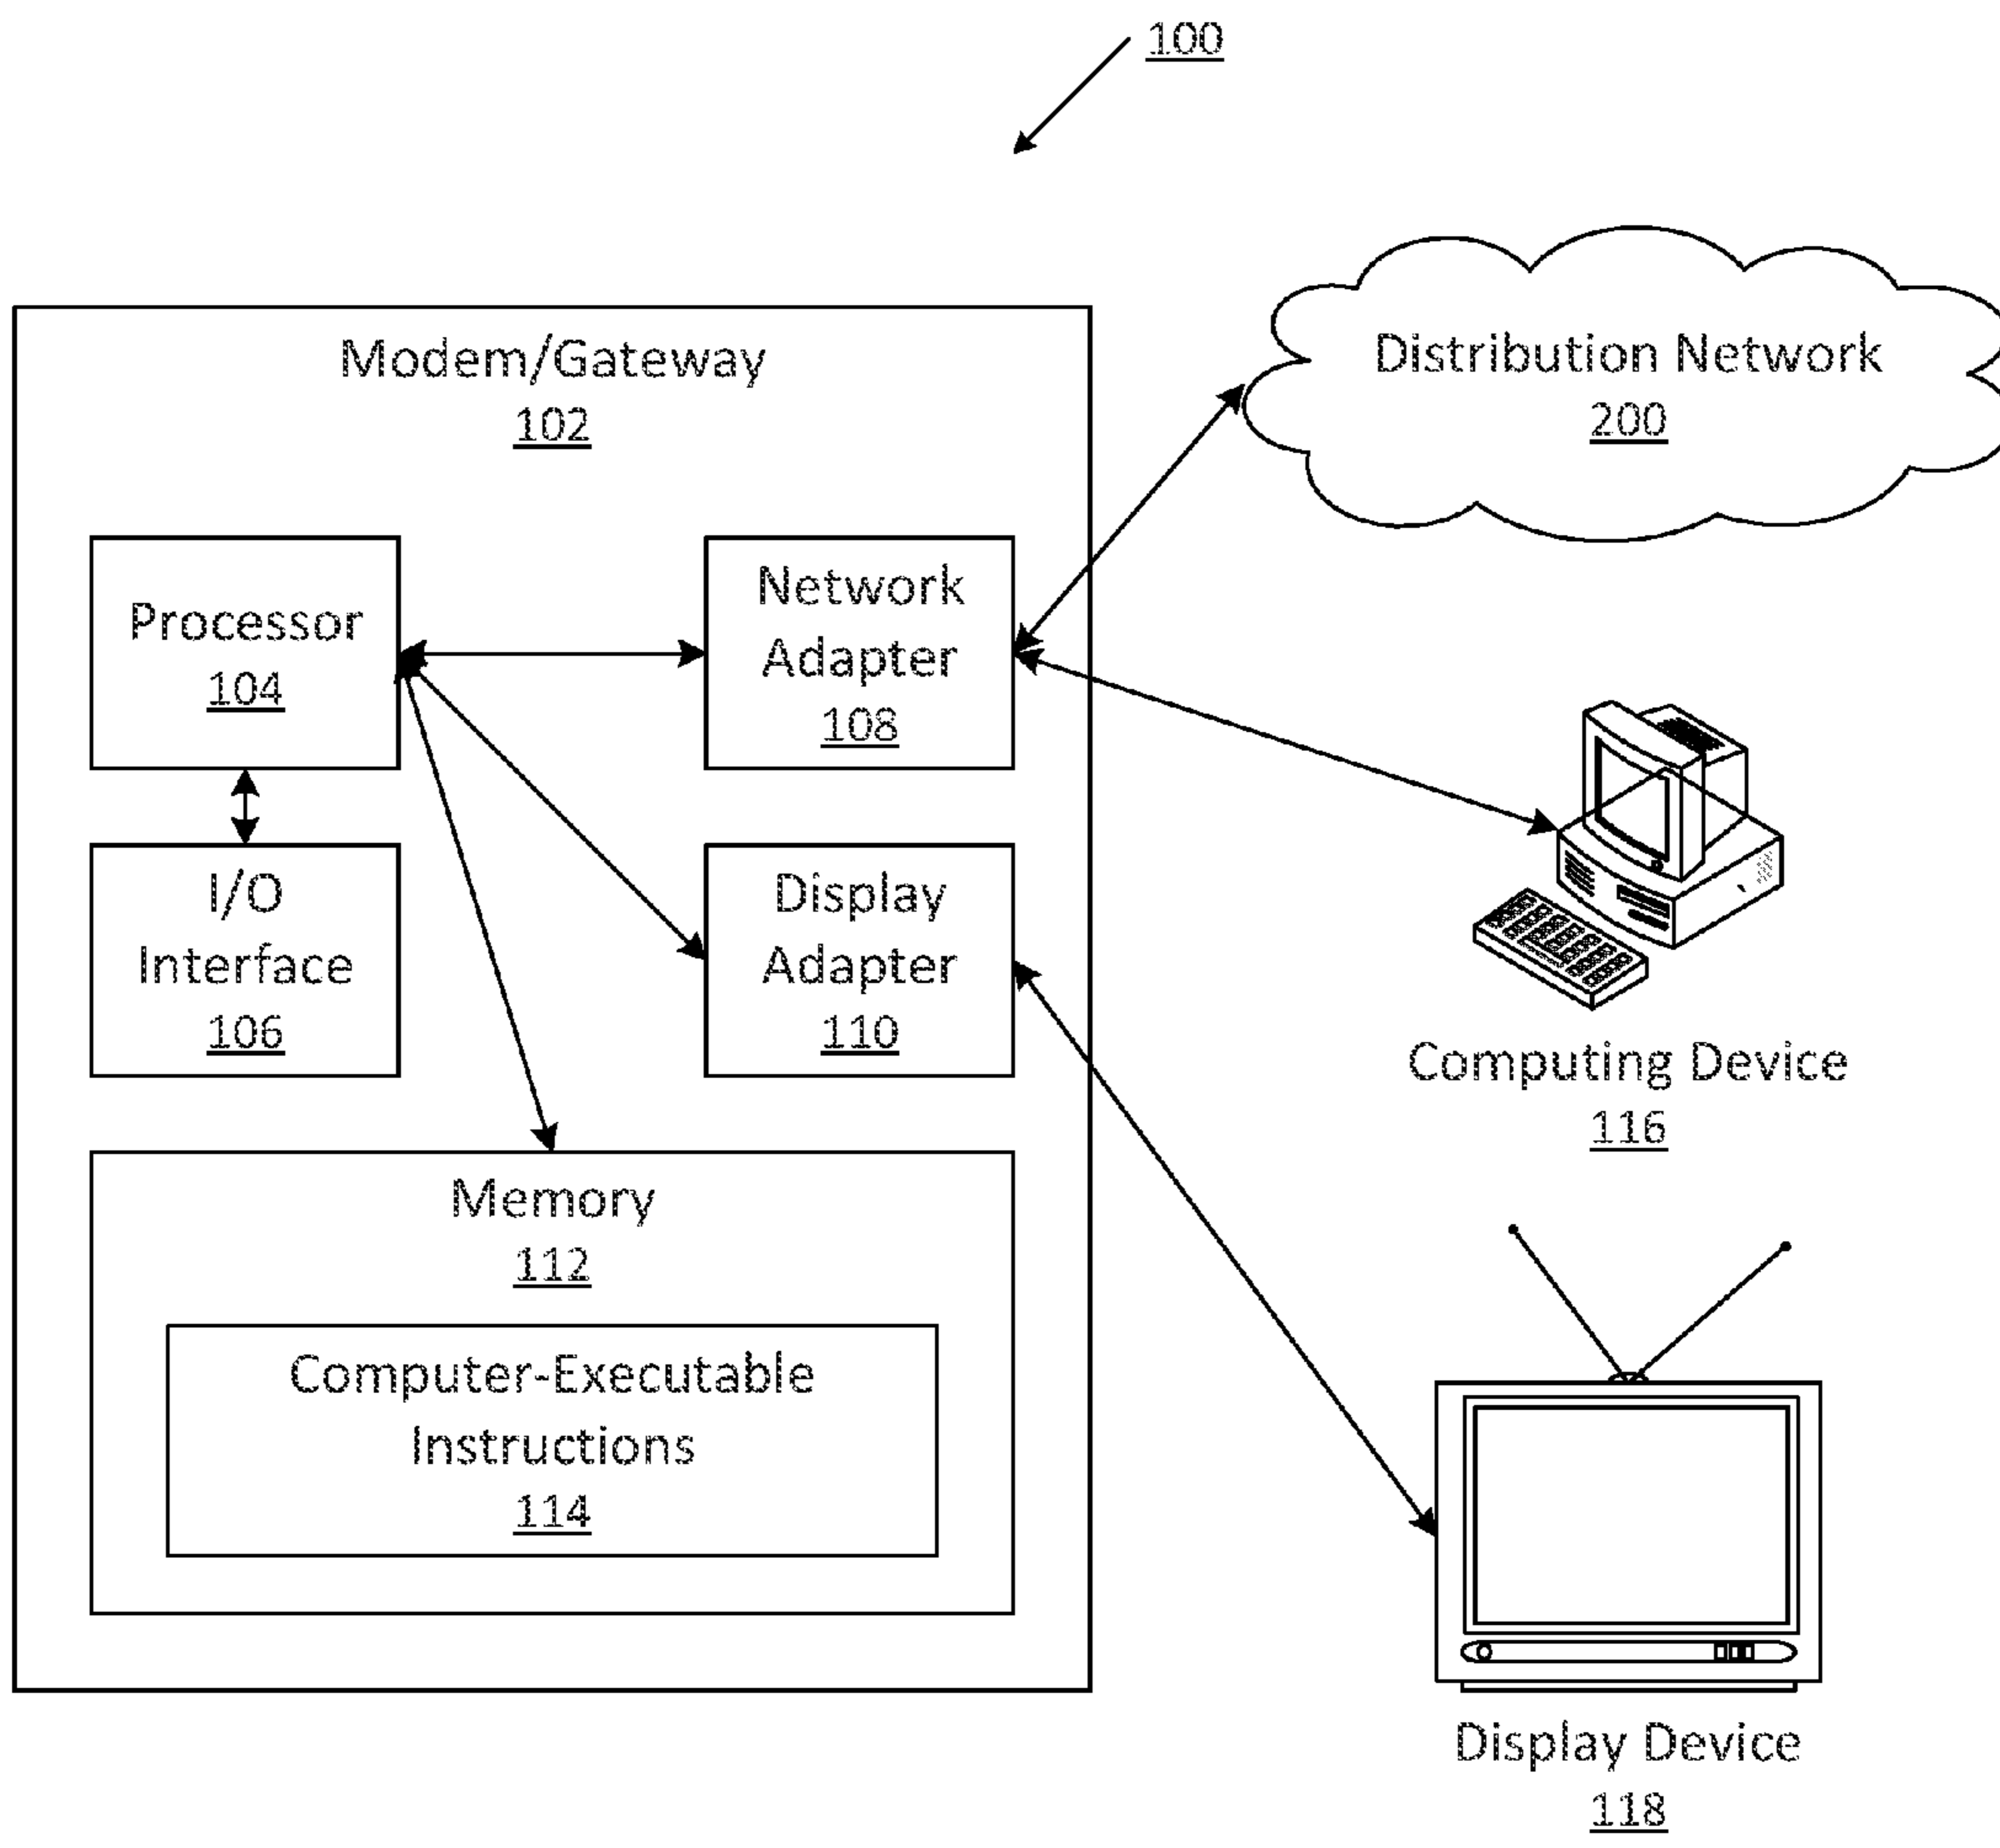 100
Modem/Gateway
102
Distribution Network
200
Processor
104
Network
Adapter
108
I/O
Interface
106
Display
Adapter
110
Computing Device
116
Memory
112
Computer-Executable
Instructions
114
Display Device
118